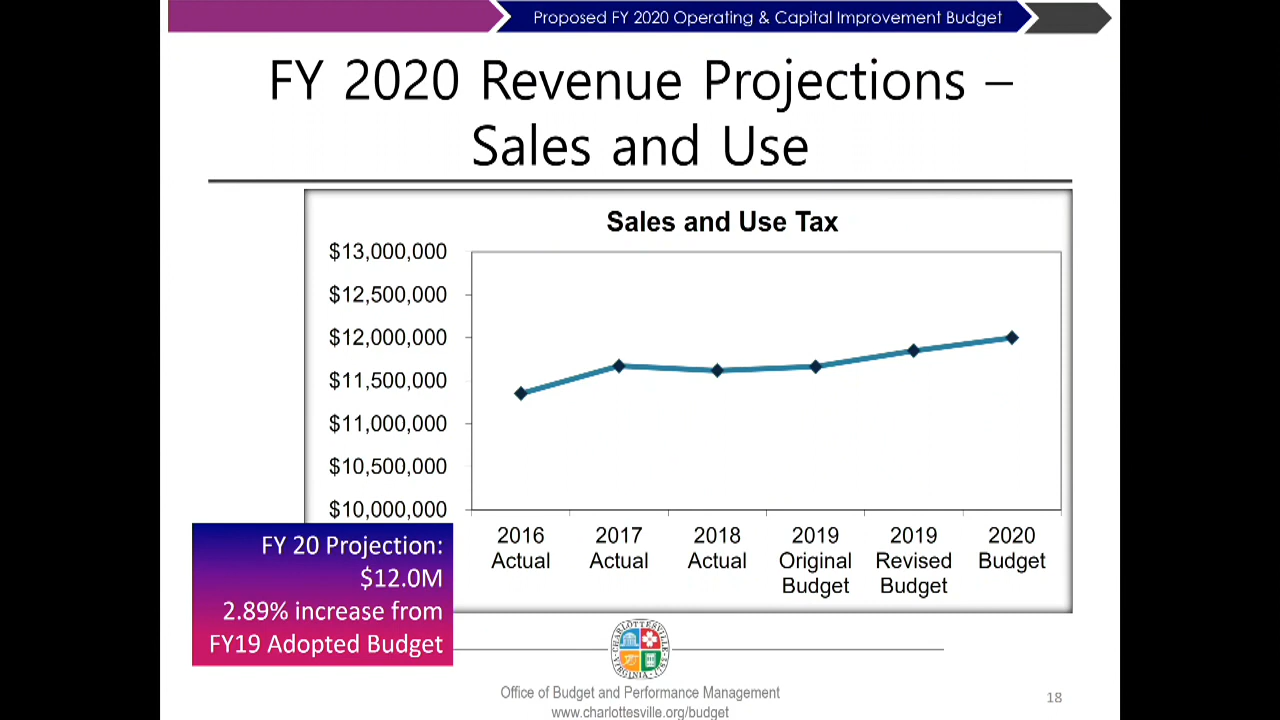 Proposed FY 2020 Operating & Capital Improvement Budget
FY 2020 Revenue Projections –
Sales and Use
Sales and Use Tax
$13,000,000
$12,500,000
$12,000,000
$11,500,000
$11,000,000
$10,500,000
$10,000,000
2016 Actual
2017 Actual
2018 Actual
2019 Original Budget
2019 Revised Budget
2020 Budget
FY 20 Projection:
$12.0M
2.89% increase from
FY19 Adopted Budget
CHARLOTTESVILLE
VIRGINIA
Office of Budget and Performance Management
www.charlottesville.org/budget
18